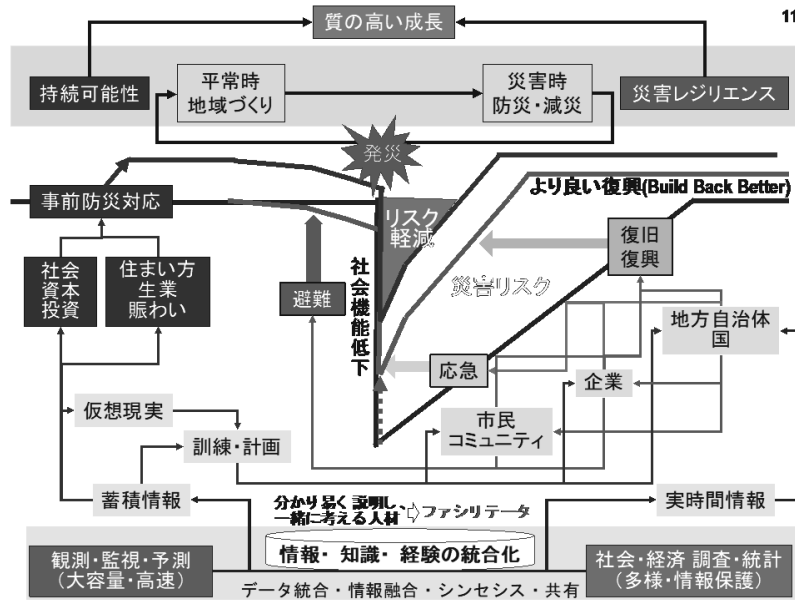 11
質の高い成長
持続可能性
平常時
地域づくり
災害時
防災・減災
災害レジリエンス
発災
事前防災対応
リスク
軽減
より良い復興(Build Back Better)
社会
資本
投資
住まい方
生業
賑わい
避難
社会機能低下
災害リスク
復旧
復興
地方自治体
国
応急
企業
仮想現実
市民
コミュニティ
訓練・計画
蓄積情報
分かり易く説明し、
一緒に考える人材
⇨ファシリテータ
実時間情報
観測・監視・予測
(大容量・高速)
情報・知識・経験の統合化
社会・経済 調査・統計
(多様・情報保護)
データ統合・情報融合・シンセシス・共有